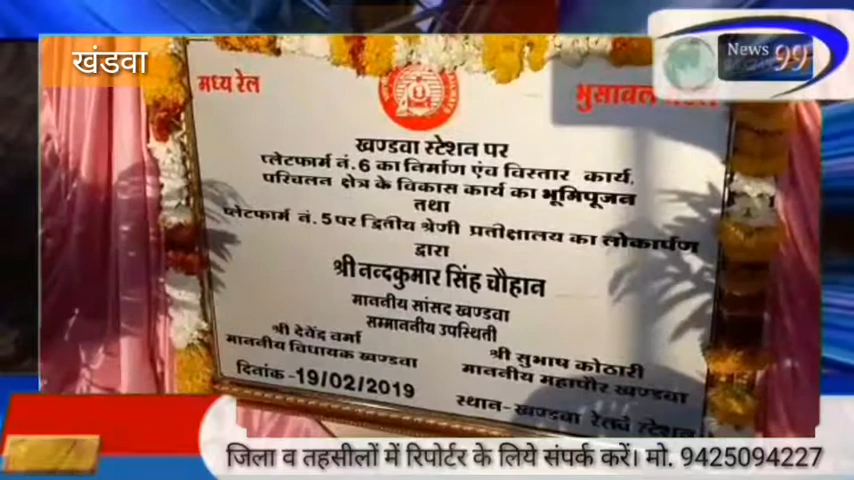 खंडवा
News 99
मध्य रेल
भुसावल
खण्डवा स्टेशन पर
प्लेटफार्म नं. 6 का निर्माण एंव विस्तार कार्य,
परिचलन क्षेत्र के विकास कार्य का भूमिपूजन
तथा
प्लेटफार्म नं. 5 पर द्वितीय श्रेणी प्रतीक्षालय का लोकार्पण
द्वारा
श्री नन्दकुमार सिंह चौहान
माननीय सांसद खण्डवा
सम्माननीय उपस्थिती
श्री देवेंद्र वर्मा
माननीय विधायक खण्डवा
श्री सुभाष कोठारी
माननीय महापौर खण्डवा
दिनांक -19/02/2019
स्थान- खण्डवा रेलवे स्टेशन
जिला व तहसीलों में रिपोर्टर के लिये संपर्क करें। मो. 9425094227